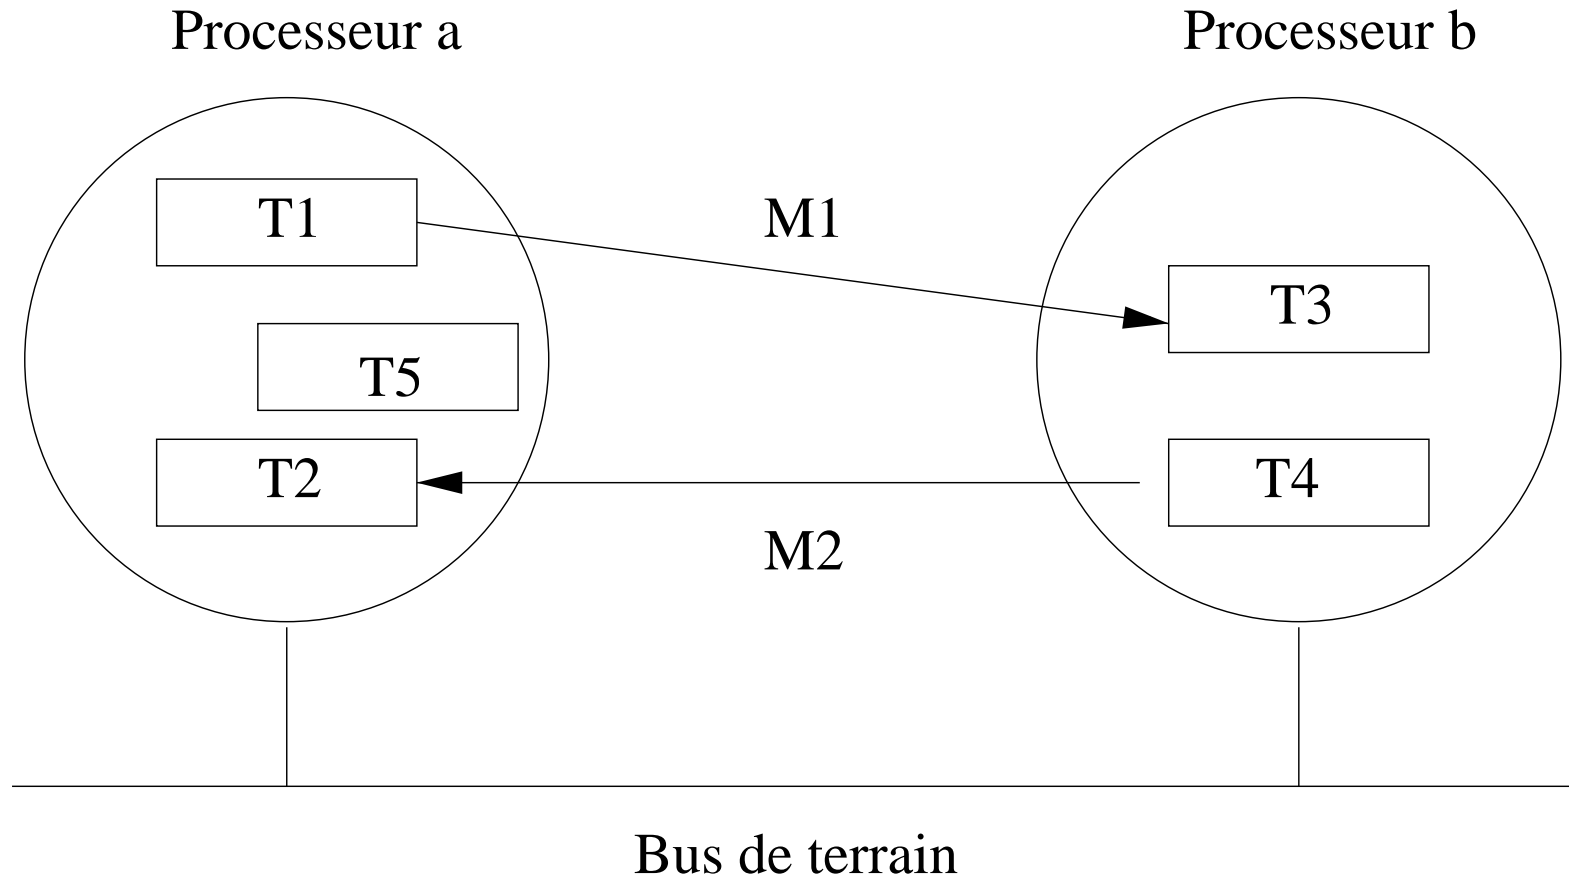 Processeur a
Processeur b
T1
M1
T3
T5
T2
T4
M2
Bus de terrain